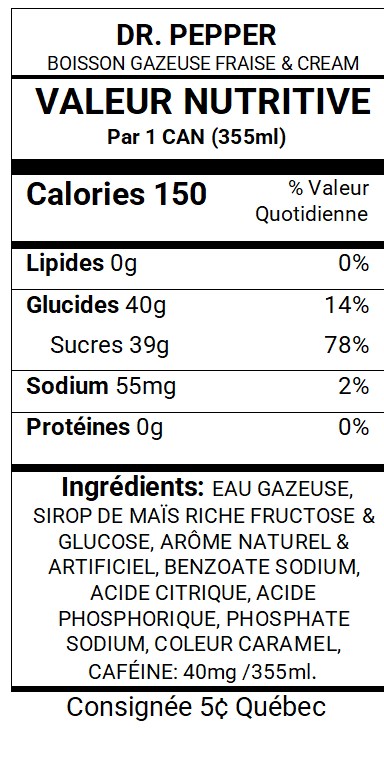 DR. PEPPER
BOISSON GAZEUSE FRAISE & CREAM
VALEUR NUTRITIVE
Par 1 CAN (355ml)
Calories 150 % Valeur
Quotidienne
Lipides 0g 0%
Glucides 40g 14%
Sucres 39g 78%
Sodium 55mg 2%
Protéines 0g 0%
Ingrédients: EAU GAZEUSE,
SIROP DE MAÏS RICHE FRUCTOSE &
GLUCOSE, ARÔME NATUREL &
ARTIFICIEL, BENZOATE SODIUM,
ACIDE CITRIQUE, ACIDE
PHOSPHORIQUE, PHOSPHATE
SODIUM, COLEUR CARAMEL,
CAFÉINE: 40mg /355ml.
Consignée 5¢ Québec